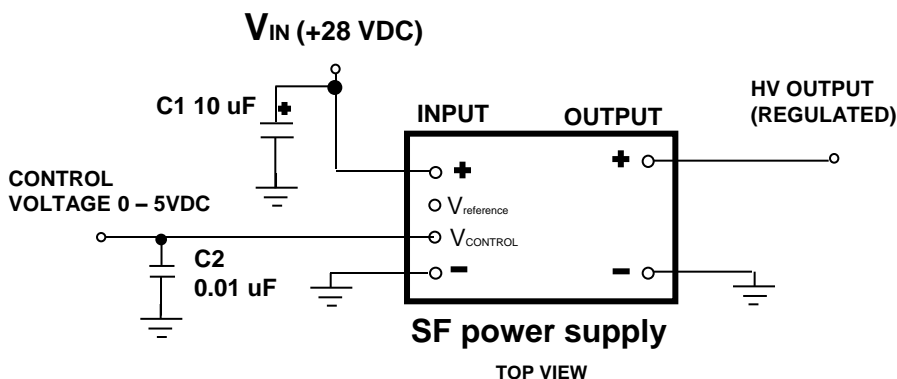 VIN (+28 VDC)
C1 10 uF +
INPUT
OUTPUT
HV OUTPUT
(REGULATED)
+
+
CONTROL
VOLTAGE 0 – 5VDC
Vreference
VCONTROL
C2
0.01 uF
–
–
SF power supply
TOP VIEW